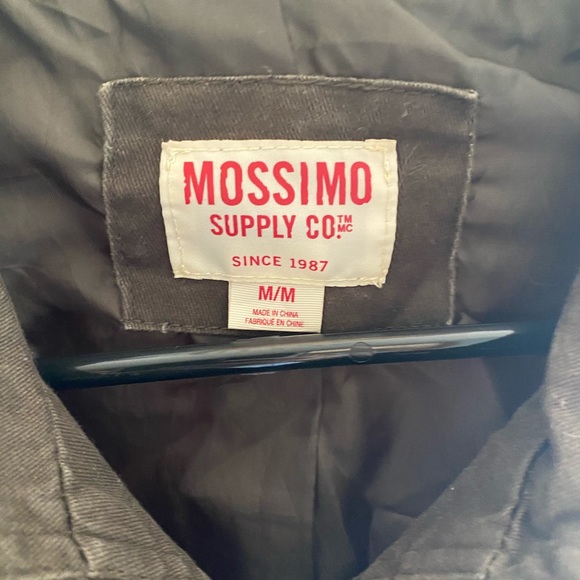 MOSSIMO
SUPPLY CO.™ MC
SINCE 1987
M/M
MADE IN CHINA
FABRIQUÉ EN CHINE